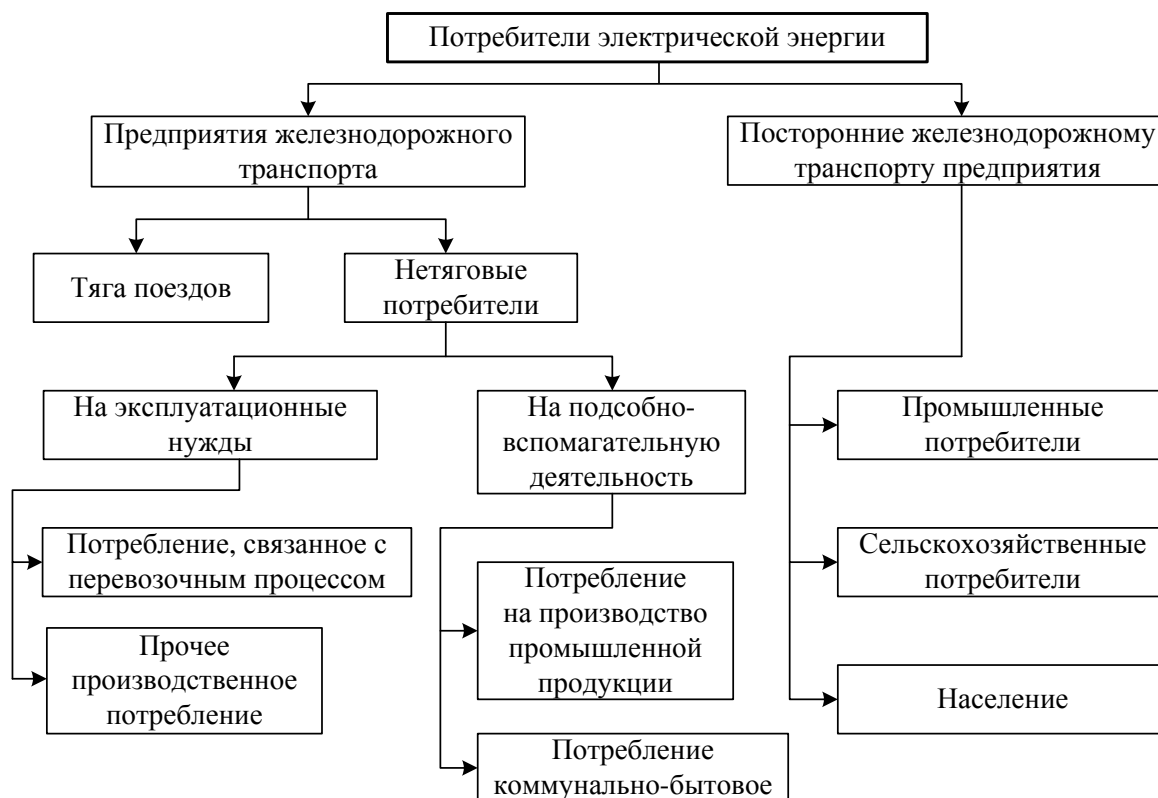 Потребители электрической энергии
Предприятия железнодорожного
транспорта
Посторонние железнодорожному
транспорту предприятия
Тяга поездов
Нетяговые
потребители
На эксплуатационные
нужды
На подсобно-
вспомагательную
деятельность
Промышленные
потребители
Потребление, связанное с
перевозочным процессом
Сельскохозяйственные
потребители
Потребление
на производство
промышленной
продукции
Прочее
производственное
потребление
Население
Потребление
коммунально-бытовое